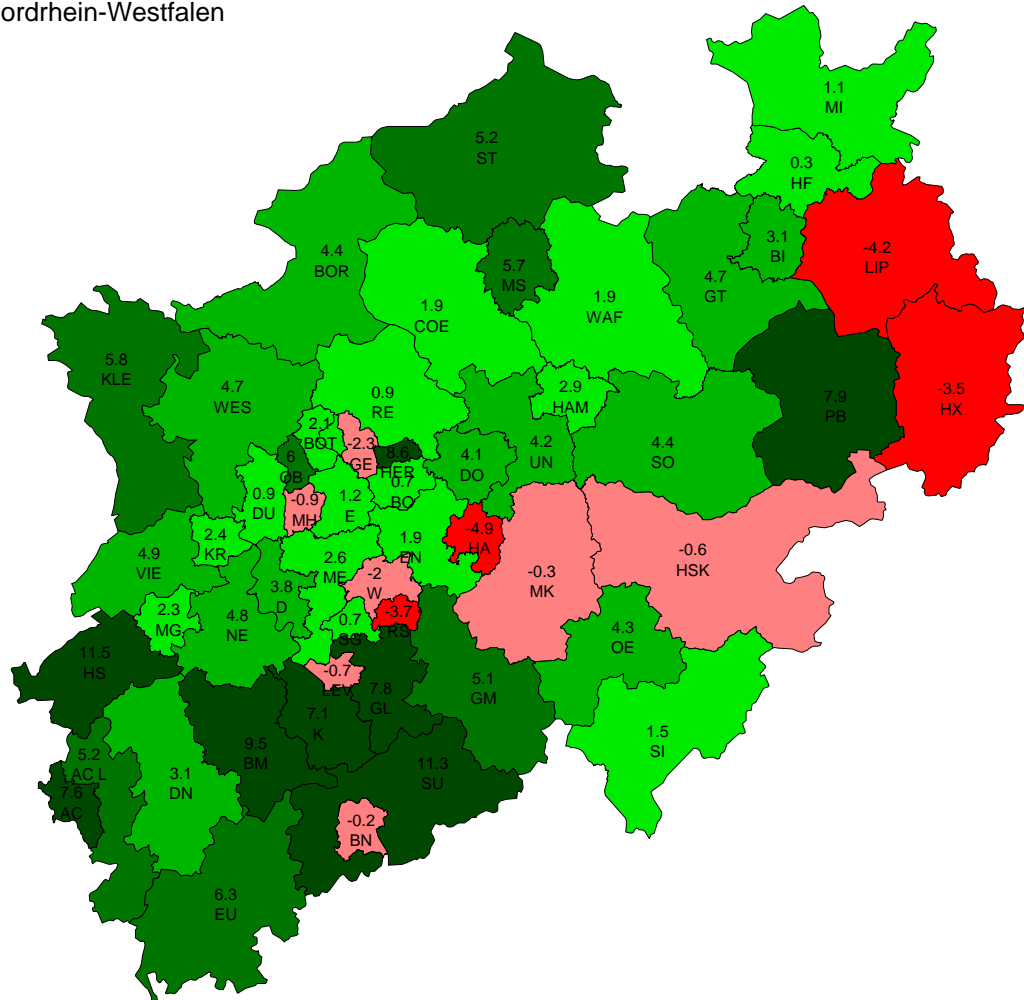 ordrhein-Westfalen
1.1
MI
5.2
ST
0.3
HF
3.1
BI
-4.2
LIP
4.4
BOR
5.7
MS
4.7
GT
1.9
COE
1.9
WAF
5.8
KLE
4.7
WES
0.9
RE
2.9
HAM
7.9
PB
-3.5
HX
2.1
BOT
-2.3
GE
8.6
HER
4.2
UN
4.4
SO
6
OB
4.1
DO
0.7
BO
0.9
DU
-0.9
MH
1.2
E
2.4
KR
1.9
EN
-4.9
HA
4.9
VIE
2.6
ME
-2
W
-0.3
MK
-0.6
HSK
3.8
D
2.3
MG
4.8
NE
0.7
SG
-3.7
RS
4.3
OE
11.5
HS
-0.7
LEV
7.8
GL
5.1
GM
7.1
K
1.5
SI
9.5
BM
5.2
AC L
3.1
DN
11.3
SU
7.6
AC
-0.2
BN
6.3
EU